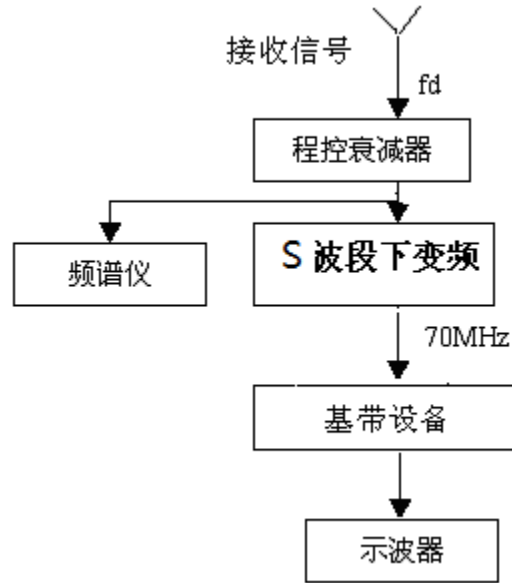 接收信号
fd
程控衰减器
频谱仪
S 波段下变频
70MHz
基带设备
示波器